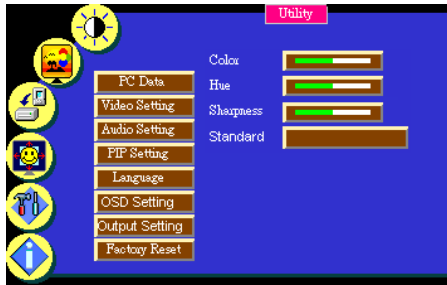 Utility
Color
Hue
Sharpness
Standard
PC Data
Video Setting
Audio Setting
PIP Setting
Language
OSD Setting
Output Setting
Factory Reset